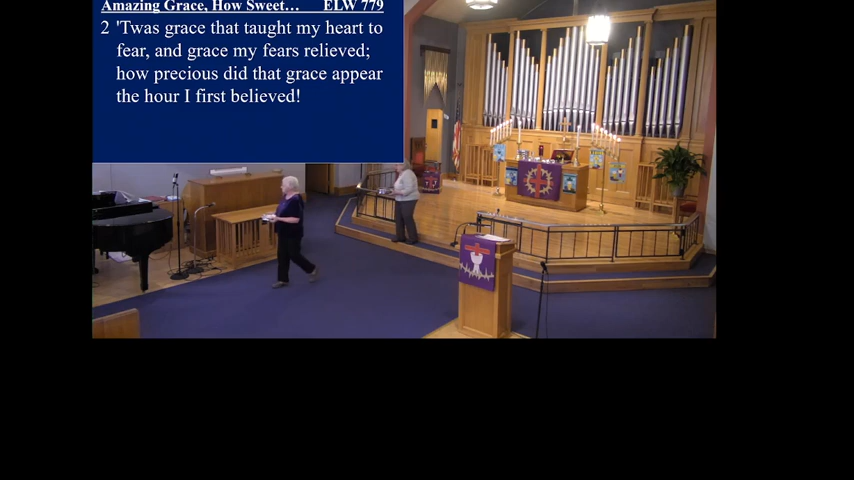 Amazing Grace, How Sweet… ELW 779
2 'Twas grace that taught my heart to
fear, and grace my fears relieved;
how precious did that grace appear
the hour I first believed!